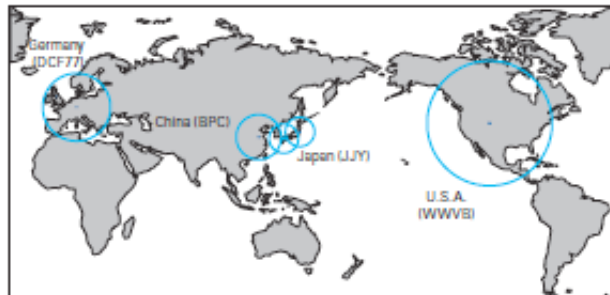 Germany
(DCF77)
China (BPC)
Japan (JJY)
U.S.A.
(WWVB)